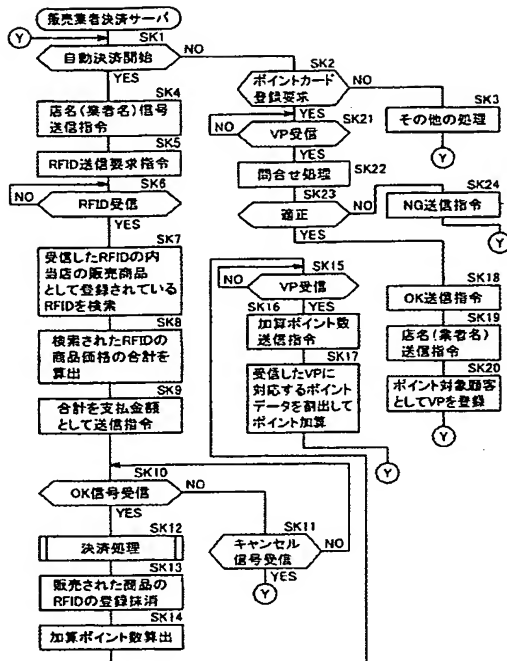 販売業者決済サーバ
Y
SK1
自動決済開始
NO
YES
SK2
ポイントカード
登録要求
NO
YES
SK3
その他の処理
Y
SK4
店名(業者名)信号
送信指令
SK5
RFID送信要求指令
SK6
NO
RFID受信
YES
SK7
受信したRFIDの内
当店の販売商品
として登録されている
RFIDを検索
SK8
検索されたRFIDの
商品価格の合計を
算出
SK9
合計を支払金額
として送信指令
SK10
OK信号受信
NO
YES
SK11
キャンセル
信号受信
NO
YES
Y
SK12
決済処理
SK13
販売された商品の
RFIDの登録抹消
SK14
加算ポイント数算出
SK21
NO
VP受信
YES
SK22
問合せ処理
SK23
適正
NO
YES
SK24
NG送信指令
Y
SK15
NO
VP受信
YES
SK16
加算ポイント数
送信指令
SK17
受信したVPに
対応するポイント
データを割出して
ポイント加算
Y
SK18
OK送信指令
SK19
店名(業者名)
送信指令
SK20
ポイント対象顧客
としてVPを登録
Y